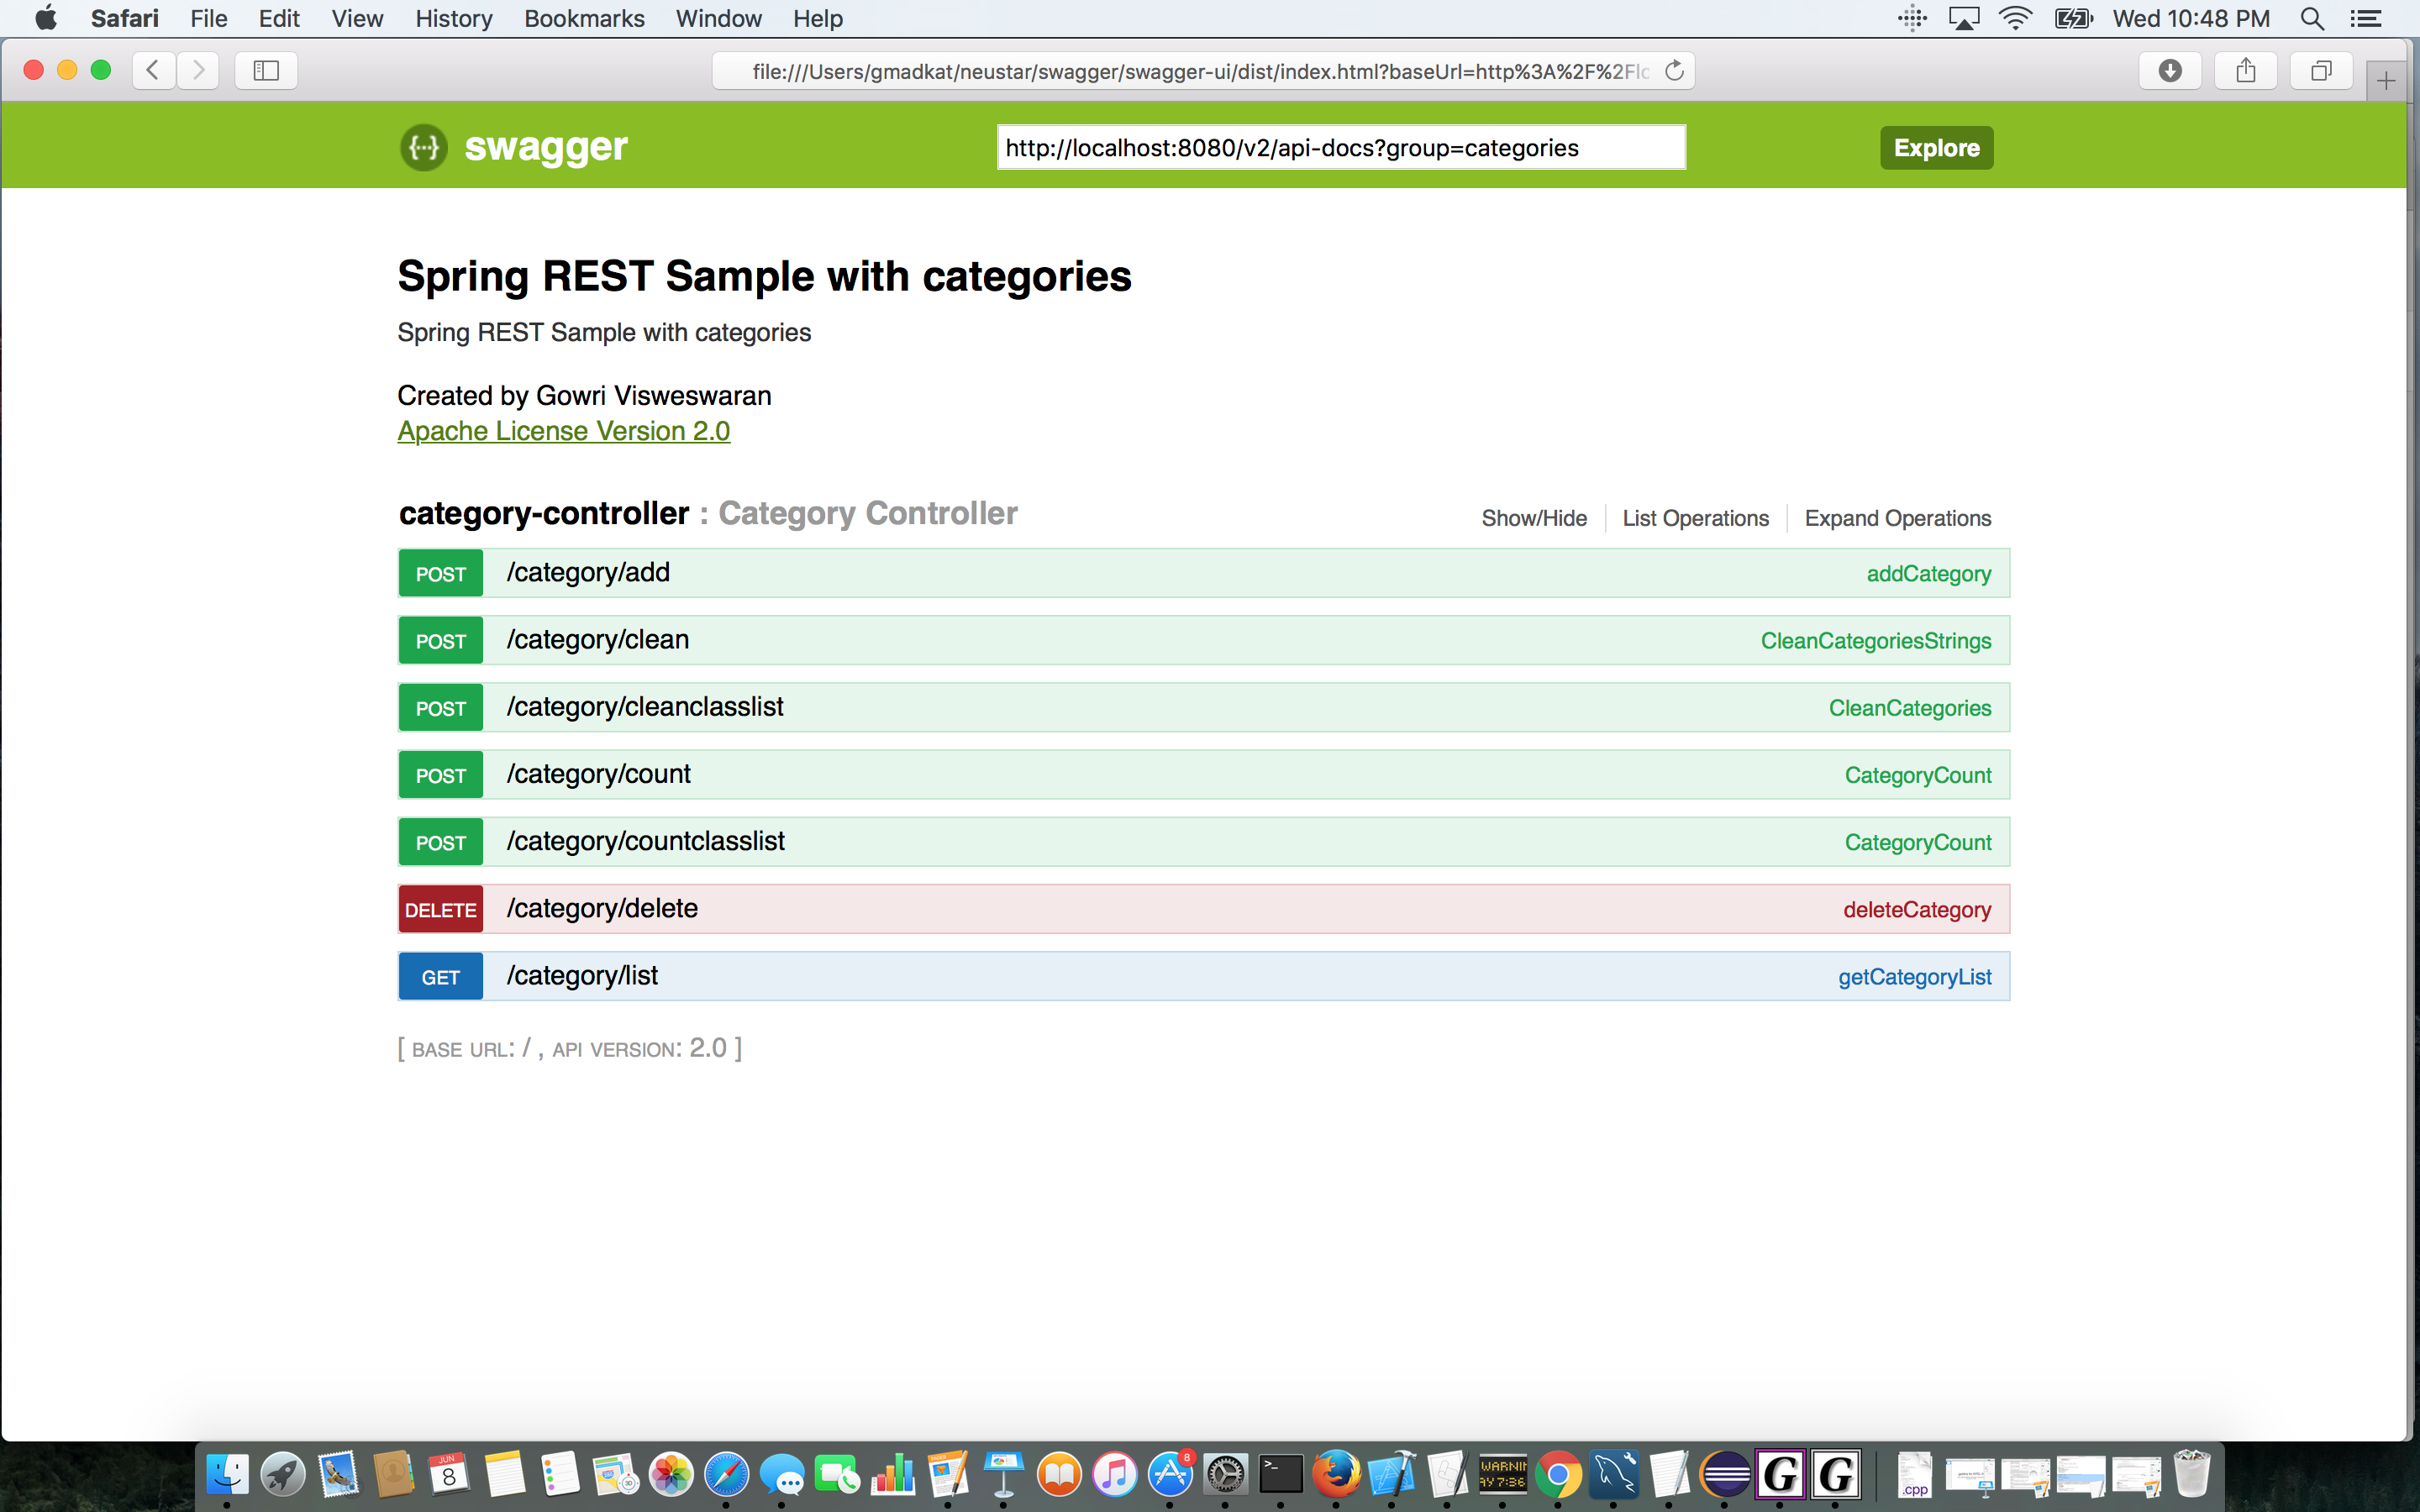 Safari File Edit View History Bookmarks Window Help Wed 10:48 PM
file:///Users/gmadkat/neustar/swagger/swagger-ui/dist/index.html?baseUrl=http%3A%2F%2Flc
{···} swagger http://localhost:8080/v2/api-docs?group=categories Explore
Spring REST Sample with categories
Spring REST Sample with categories
Created by Gowri Visweswaran
Apache License Version 2.0
category-controller : Category Controller Show/Hide List Operations Expand Operations
POST /category/add addCategory
POST /category/clean CleanCategoriesStrings
POST /category/cleanclasslist CleanCategories
POST /category/count CategoryCount
POST /category/countclasslist CategoryCount
DELETE /category/delete deleteCategory
GET /category/list getCategoryList
[ BASE URL: / , API VERSION: 2.0 ]
JUN
8
8
>_
WARNIN
AY 7:36
G G
.cpp